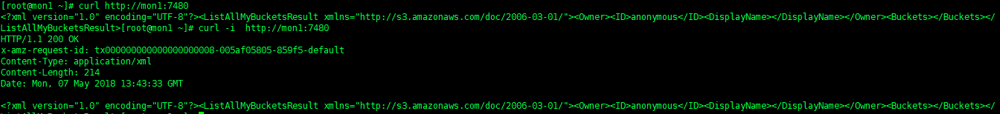 [root@mon1 ~]# curl http://mon1:7480
<?xml version="1.0" encoding="UTF-8"?><ListAllMyBucketsResult xmlns="http://s3.amazonaws.com/doc/2006-03-01/"><Owner><ID>anonymous</ID><DisplayName></DisplayName></Owner><Buckets></Buckets></
ListAllMyBucketsResult>[root@mon1 ~]# curl -i  http://mon1:7480
HTTP/1.1 200 OK
x-amz-request-id: tx000000000000000000008-005af05805-859f5-default
Content-Type: application/xml
Content-Length: 214
Date: Mon, 07 May 2018 13:43:33 GMT
<?xml version="1.0" encoding="UTF-8"?><ListAllMyBucketsResult xmlns="http://s3.amazonaws.com/doc/2006-03-01/"><Owner><ID>anonymous</ID><DisplayName></DisplayName></Owner><Buckets></Buckets></